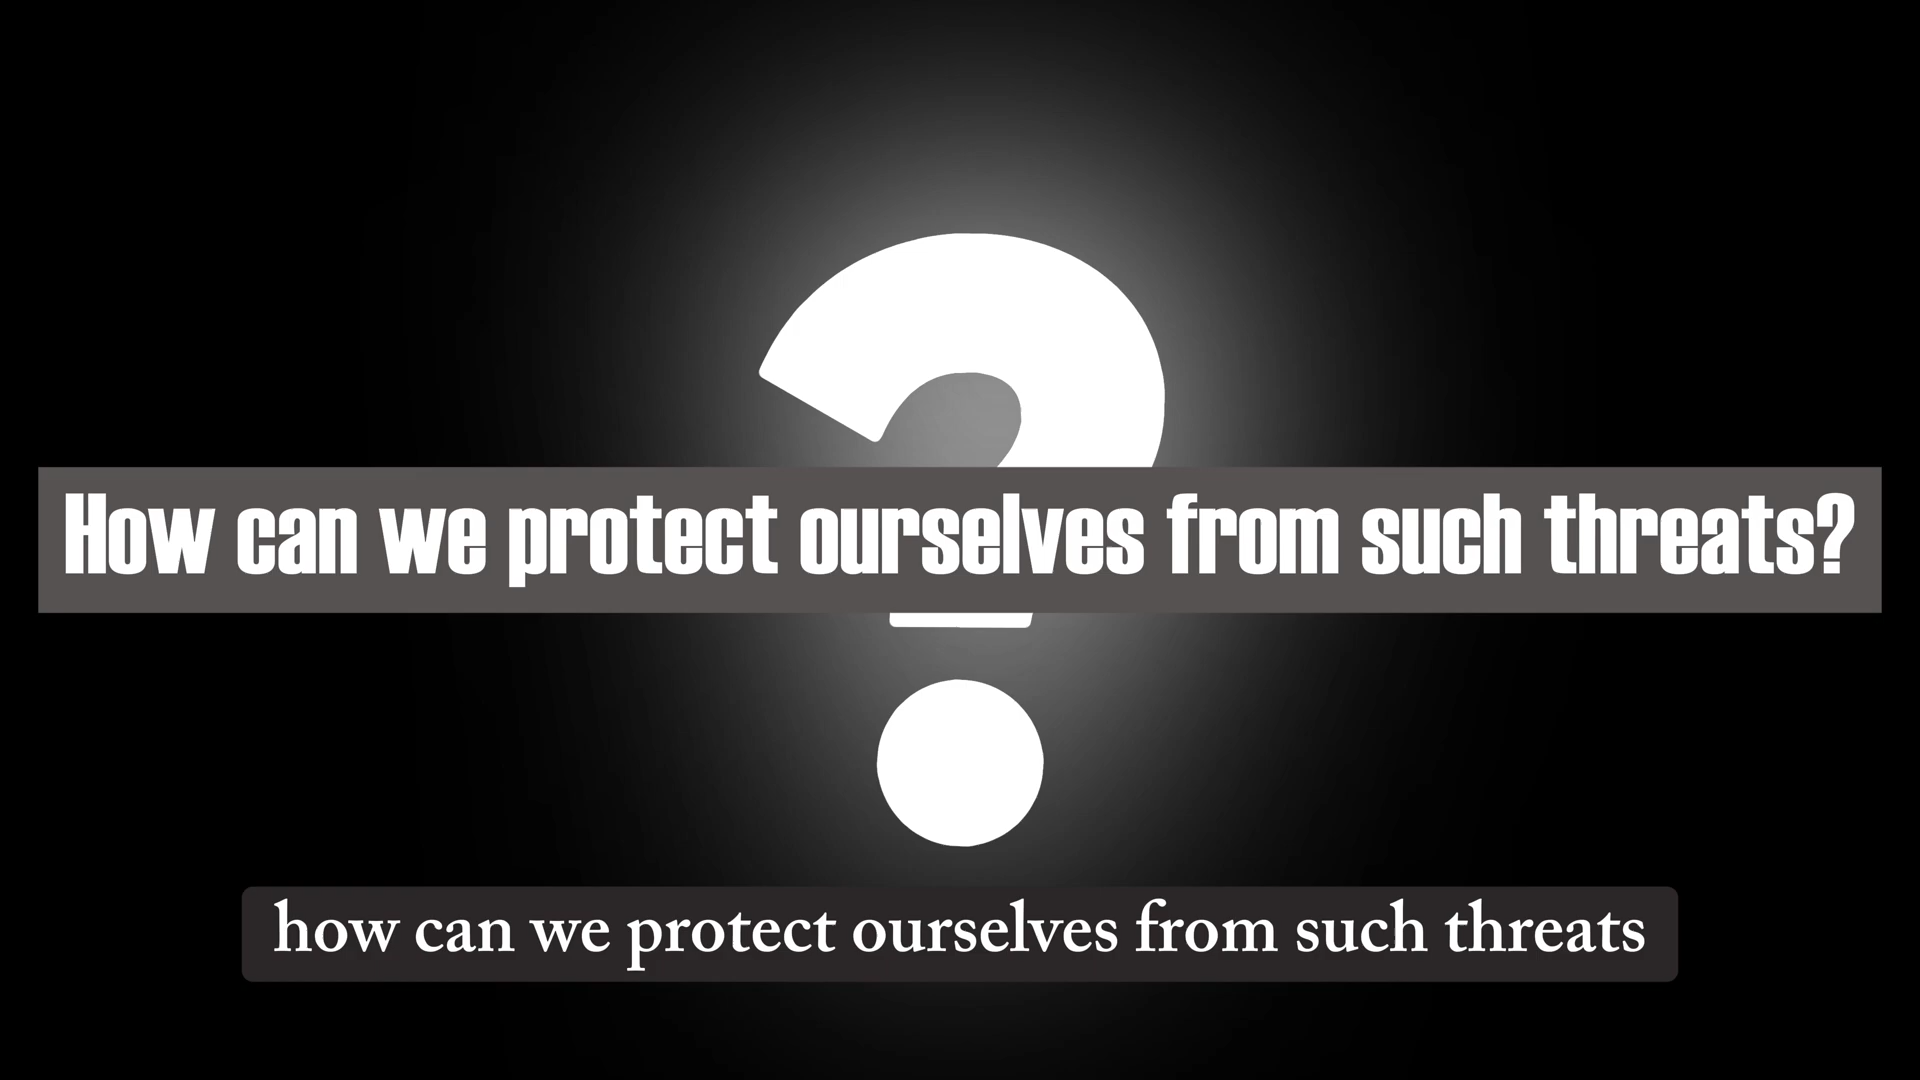 How can we protect ourselves from such threats?
how can we protect ourselves from such threats